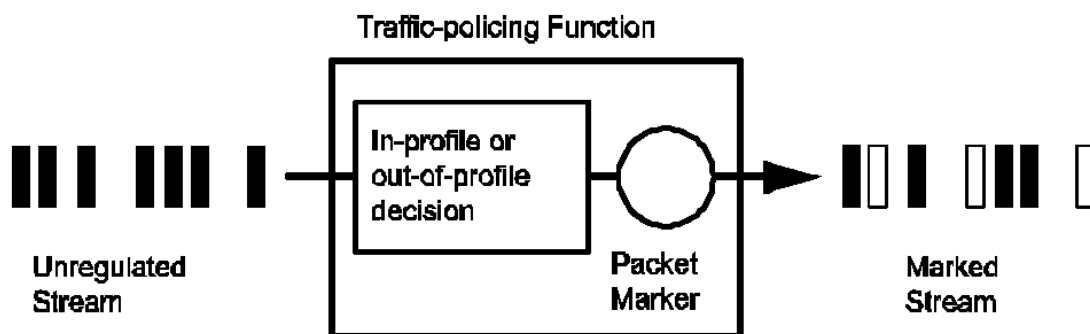 Traffic-policing Function
In-profile or
out-of-profile
decision
Unregulated
Stream
Packet
Marker
Marked
Stream